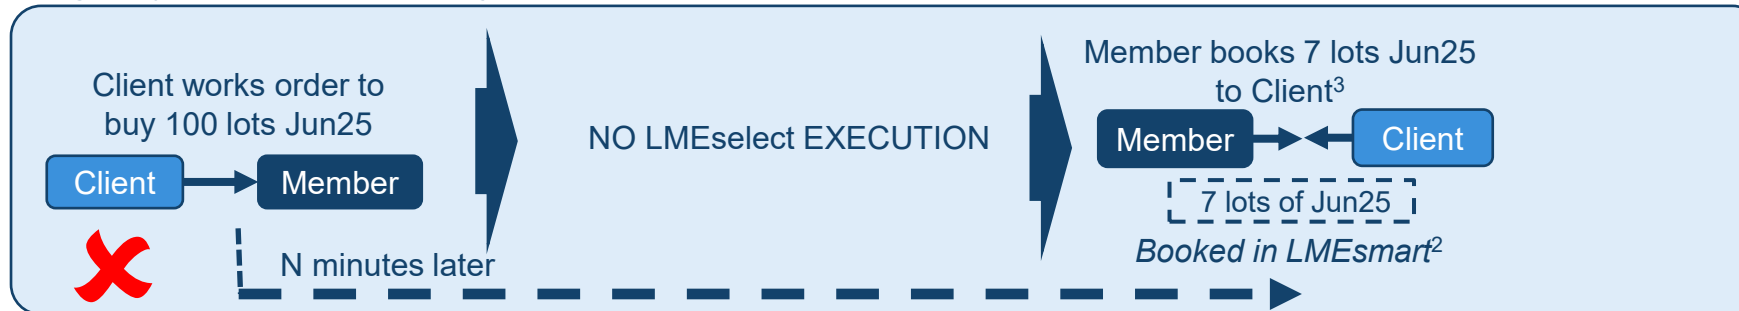 Client works order to
buy 100 lots Jun25
Client
Member
N minutes later
NO LMEselect EXECUTION
Member books 7 lots Jun25
to Client³
Member
Client
7 lots of Jun25
Booked in LMEsmart²